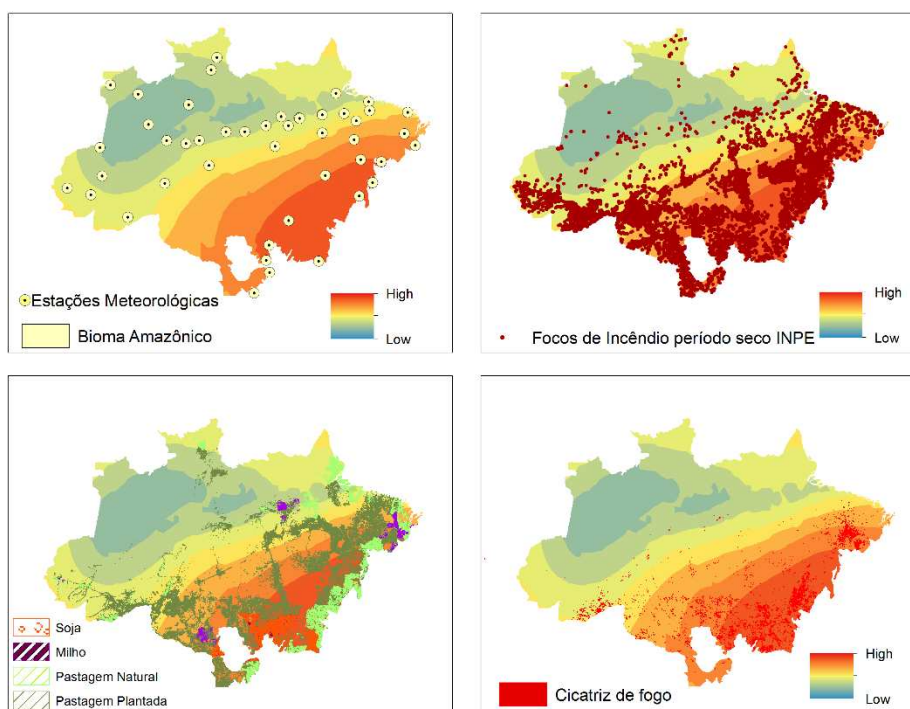 Estações Meteorológicas
Bioma Amazônico
High
Low
Focos de Incêndio período seco INPE
High
Low
Soja
Milho
Pastagem Natural
Pastagem Plantada
Cicatriz de fogo
High
Low